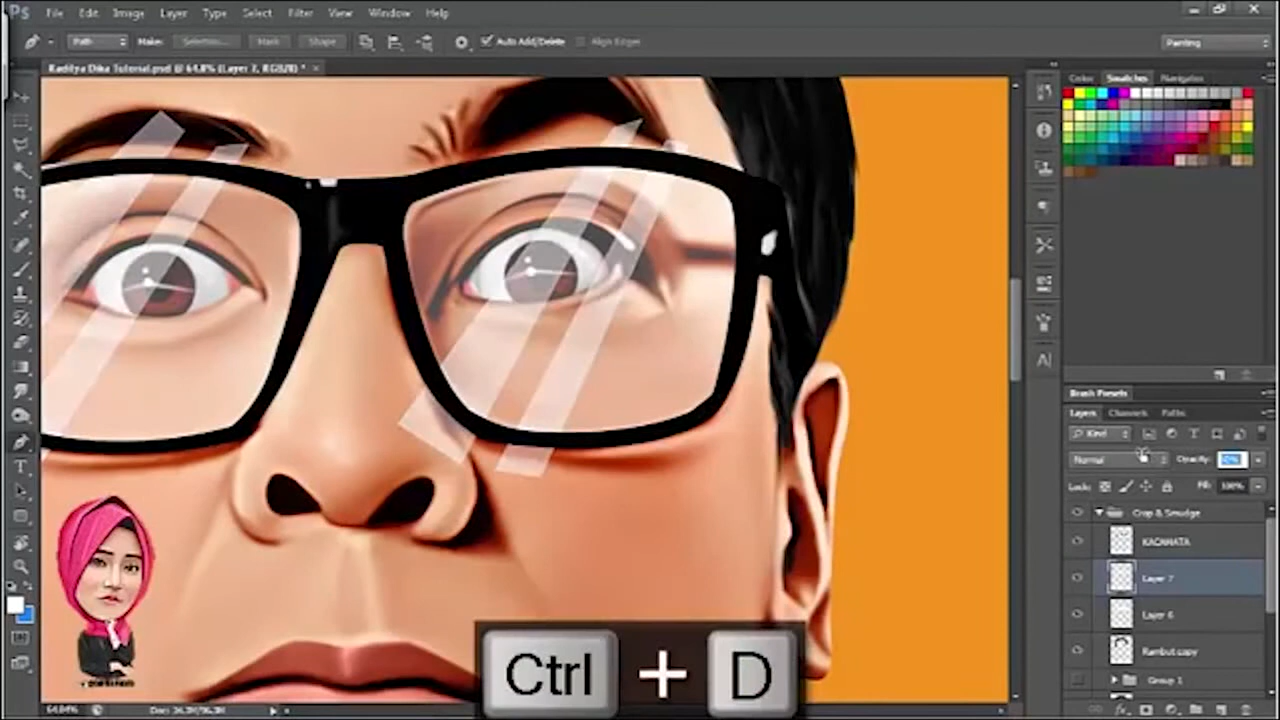 Ps File Edit Image Layer Type Select Filter View Window Help
Path Make: Selection... Mask Shape Auto Add/Delete Align Edges Painting
Raditya Dika Tutorial.psd @ 64.8% (Layer 7, RGB/8) *
Color Swatches Navigator
Brush Presets
Layers Channels Paths
Kind
Normal Opacity:
Lock: Fill: 100%
Crop & Smudge
KACAMATA
Layer 7
Layer 6
Rambut copy
Group 1
Ctrl + D